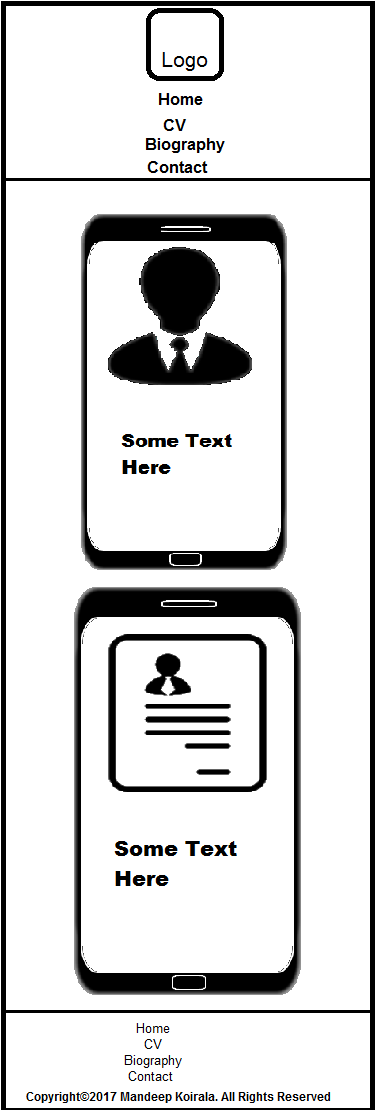 Logo
Home
CV
Biography
Contact
Some Text
Here
Some Text
Here
Home
CV
Biography
Contact
Copyright©2017 Mandeep Koirala. All Rights Reserved